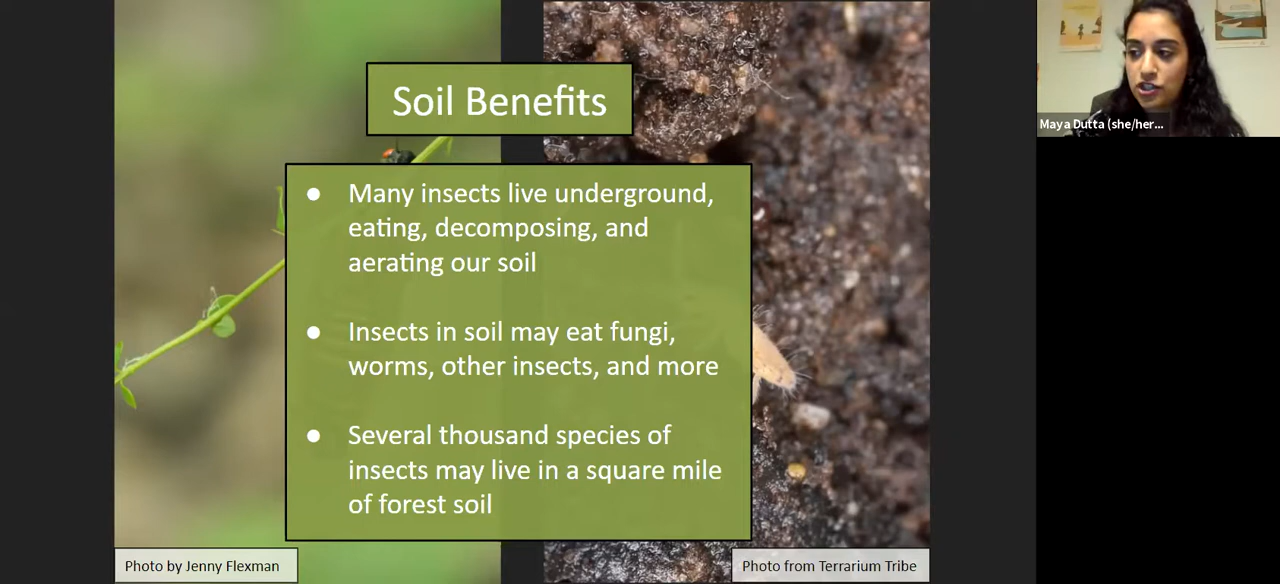 Soil Benefits
● Many insects live underground,
eating, decomposing, and
aerating our soil
● Insects in soil may eat fungi,
worms, other insects, and more
● Several thousand species of
insects may live in a square mile
of forest soil
Photo by Jenny Flexman
Photo from Terrarium Tribe
Maya Dutta (she/her...